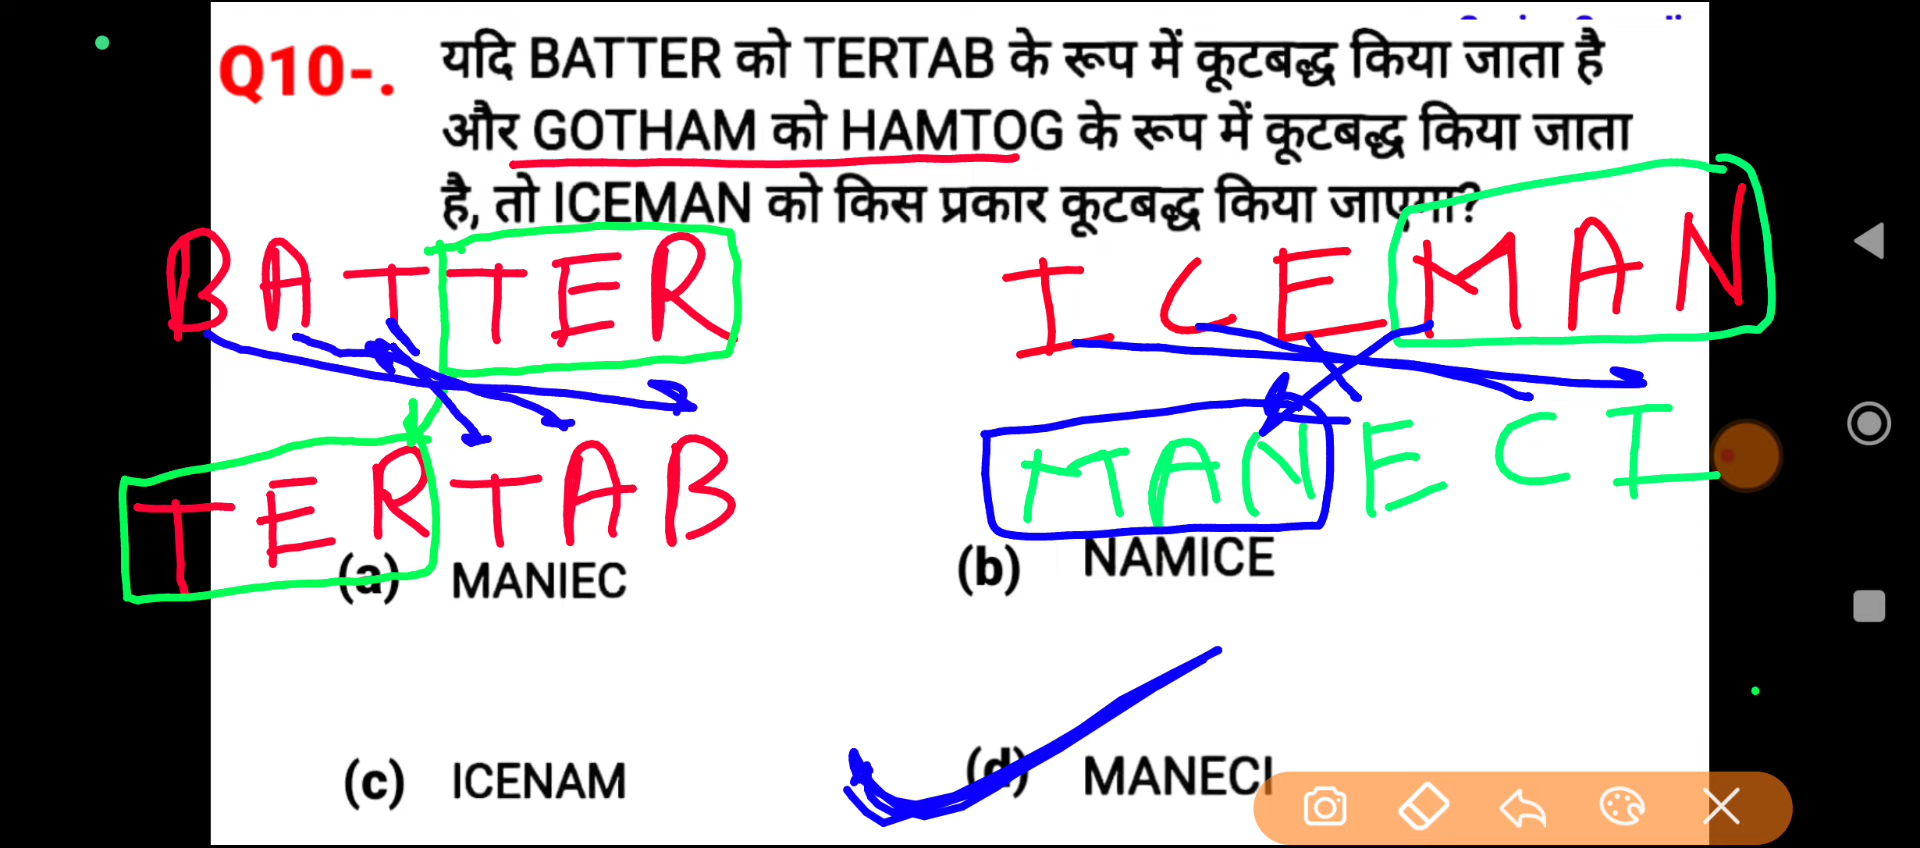 Q10-. यदि BATTER को TERTAB के रूप में कूटबद्ध किया जाता है
और GOTHAM को HAMTOG के रूप में कूटबद्ध किया जाता
है, तो ICEMAN को किस प्रकार कूटबद्ध किया जाएगा?
BATTER ICEMAN
TERTAB MANECI
(a) MANIEC (b) NAMICE
(c) ICENAM (d) MANECI